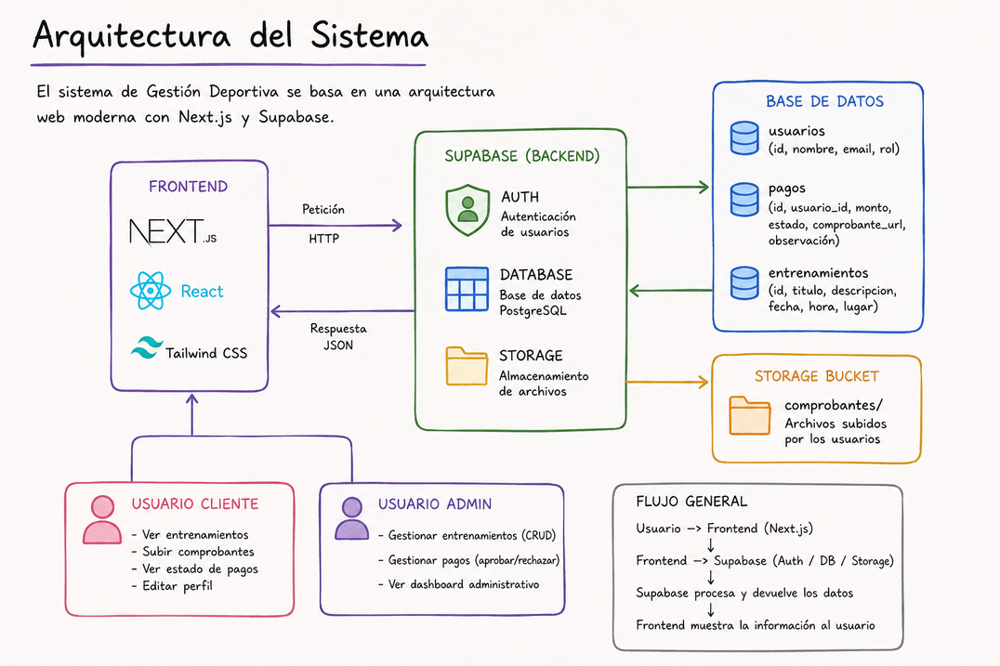 Arquitectura del Sistema
El sistema de Gestión Deportiva se basa en una arquitectura
web moderna con Next.js y Supabase.
FRONTEND
NEXT.JS
React
Tailwind CSS
Petición
HTTP
Respuesta
JSON
SUPABASE (BACKEND)
AUTH
Autenticación
de usuarios
DATABASE
Base de datos
PostgreSQL
STORAGE
Almacenamiento
de archivos
BASE DE DATOS
usuarios
(id, nombre, email, rol)
pagos
(id, usuario_id, monto,
estado, comprobante_url,
observación)
entrenamientos
(id, titulo, descripcion,
fecha, hora, lugar)
STORAGE BUCKET
comprobantes/
Archivos subidos
por los usuarios
USUARIO CLIENTE
- Ver entrenamientos
- Subir comprobantes
- Ver estado de pagos
- Editar perfil
USUARIO ADMIN
- Gestionar entrenamientos (CRUD)
- Gestionar pagos (aprobar/rechazar)
- Ver dashboard administrativo
FLUJO GENERAL
Usuario -> Frontend (Next.js)
↓
Frontend -> Supabase (Auth / DB / Storage)
↓
Supabase procesa y devuelve los datos
↓
Frontend muestra la información al usuario